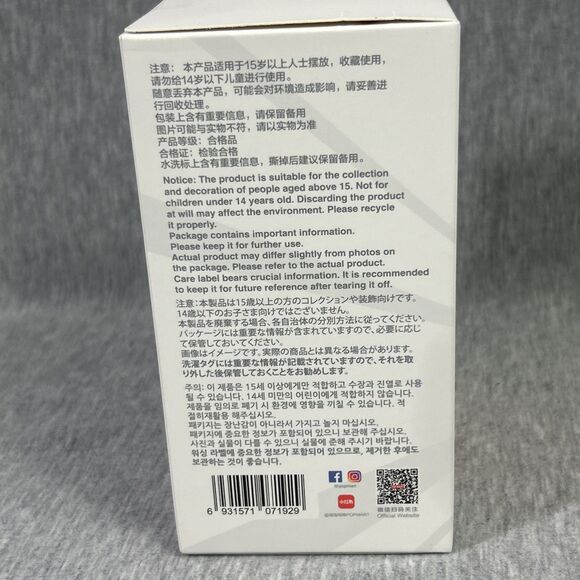 注意： 本产品适用于15岁以上人士摆放，收藏使用，
请勿给14岁以下儿童进行使用。
随意丢弃本产品，可能会对环境造成影响，请妥善进
行回收处理。
包装上含有重要信息，请保留备用
图片可能与实物不符，请以实物为准
产品等级：合格品
合格证：检验合格
水洗标上含有重要信息，撕掉后建议保留备用。
Notice: The product is suitable for the collection
and decoration of people aged above 15. Not for
children under 14 years old. Discarding the product
at will may affect the environment. Please recycle
it properly.
Package contains important information.
Please keep it for further use.
Actual product may differ slightly from photos on
the package. Please refer to the actual product.
Care label bears crucial information. It is recommended
to keep it for future reference after tearing it off.
注意：本製品は15歳以上の方のコレクションや装飾向けです。
14歳以下のお子さま向けではございません。
本製品を廃棄する場合、各自治体の分別方法に従ってください。
パッケージには重要な情報が含まれていますので、必要に応じ
て保管しておいてください。
画像はイメージです。実際の商品とは異なる場合があります。
洗濯タグには重要な情報が記載されていますので、それを取
り外した後保管しておくことをお勧めします。
주의: 이 제품은 15세 이상에게만 적합하고 수장과 진열로 사용
될 수 있습니다. 14세 미만의 어린이에게 적합하지 않습니다.
제품을 임의로 폐기 시 환경에 영향을 끼칠 수 있습니다. 적
절히재활용 해주십시오.
패키지는 장난감이 아니라서 가지고 놀지 마십시오.
패키지에 중요한 정보가 포함되어 있으니 보관해 주십시오.
사진과 실물이 다를 수 있으니 실물에 준해 주시기 바랍니다.
워싱 라벨에 중요한 정보가 포함되어 있으므로, 제거한 후에도
보관하는 것이 좋습니다.
6 931571 071929
@popmart
小红书
微信扫码关注
Official Website